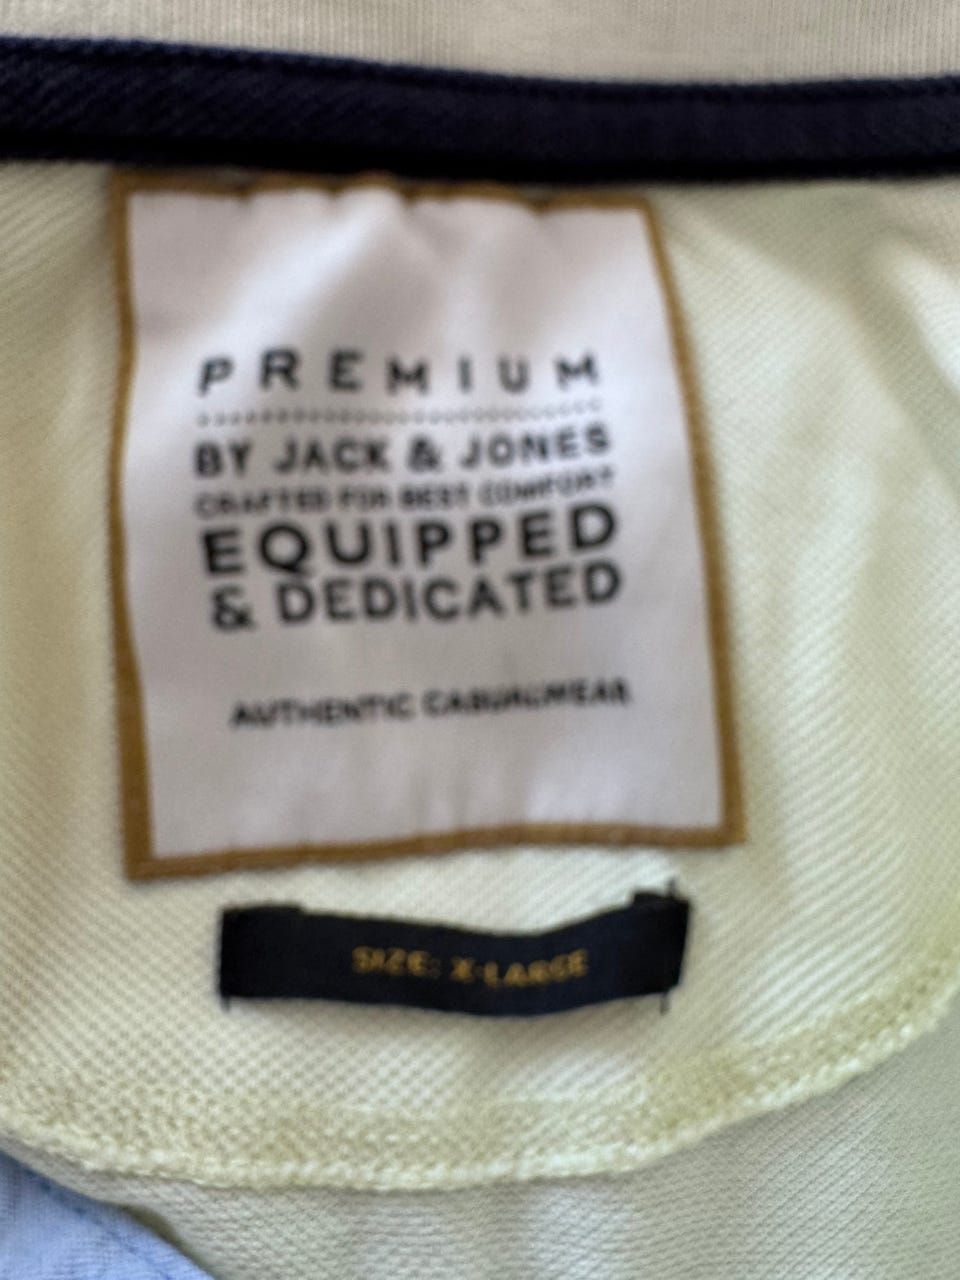 PREMIUM
BY JACK & JONES
CRAFTED FOR BEST COMFORT
EQUIPPED
& DEDICATED
AUTHENTIC CASUALWEAR
SIZE: X-LARGE